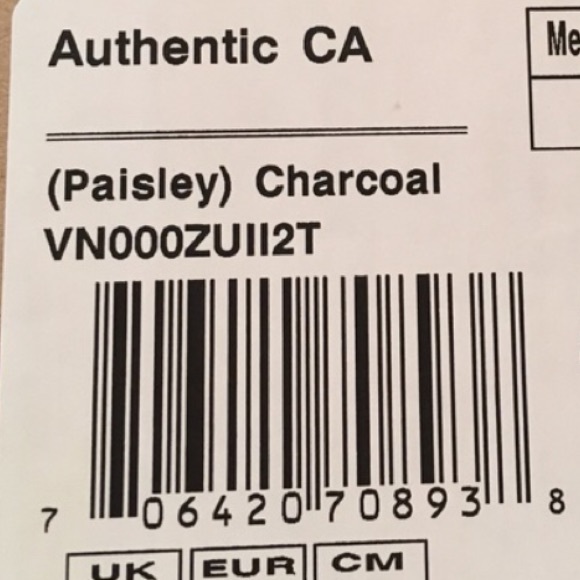 Authentic CA
Me
(Paisley) Charcoal
VN000ZUII2T
7 06420 70893 8
UK EUR CM